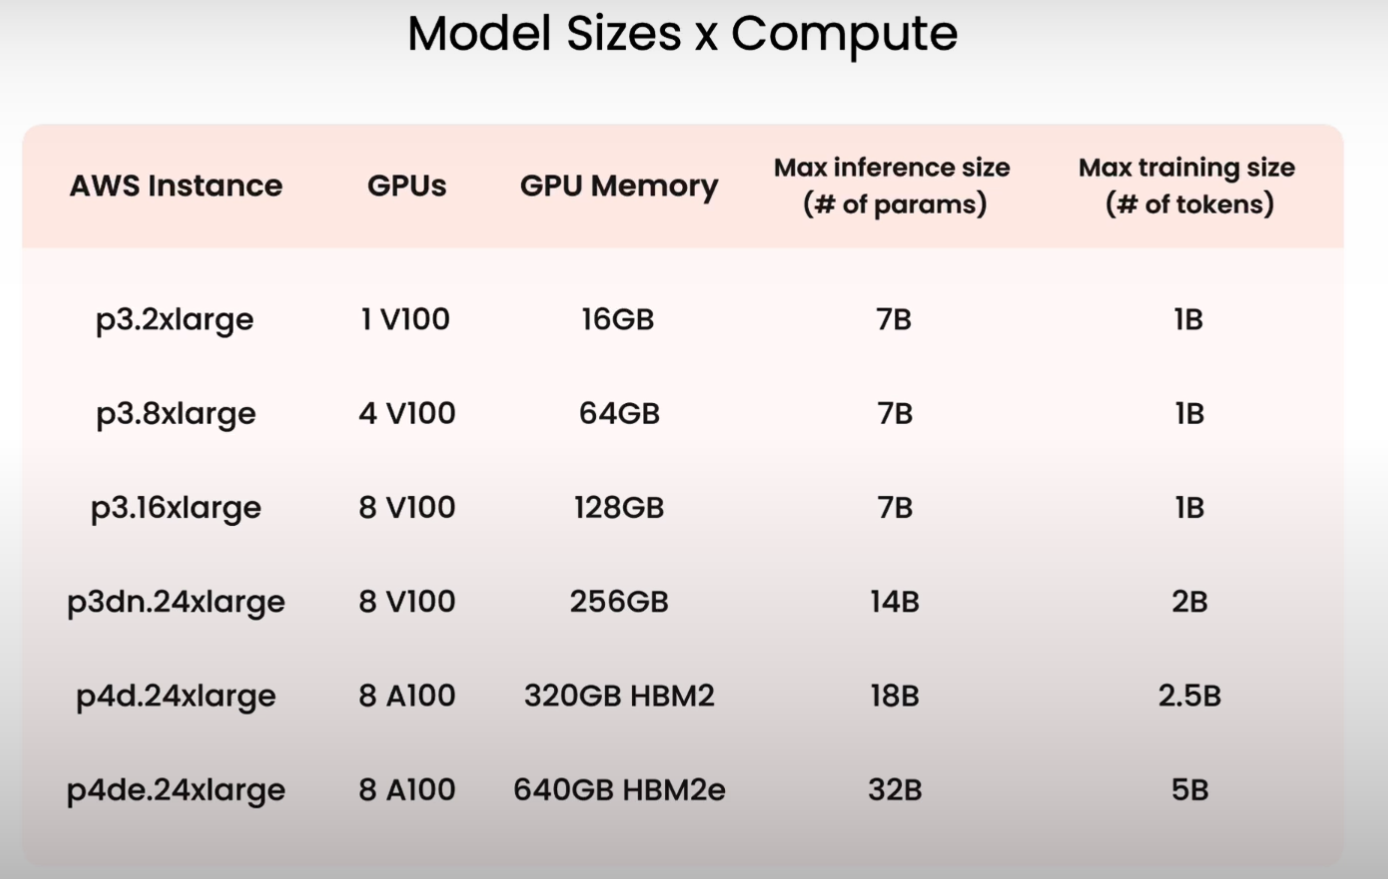 Model Sizes x Compute
AWS Instance GPUs GPU Memory Max inference size (# of params) Max training size (# of tokens)
p3.2xlarge 1 V100 16GB 7B 1B
p3.8xlarge 4 V100 64GB 7B 1B
p3.16xlarge 8 V100 128GB 7B 1B
p3dn.24xlarge 8 V100 256GB 14B 2B
p4d.24xlarge 8 A100 320GB HBM2 18B 2.5B
p4de.24xlarge 8 A100 640GB HBM2e 32B 5B